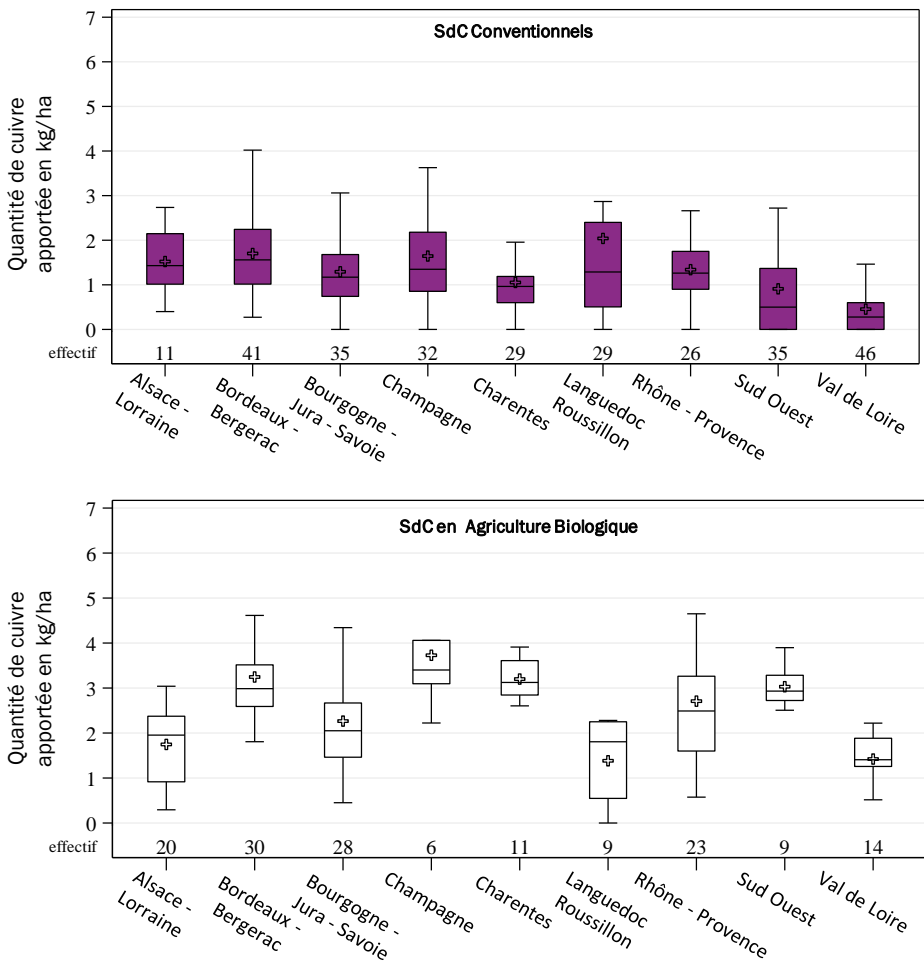 SdC Conventionnels
Quantité de cuivre
apportée en kg/ha
7
6
5
4
3
2
1
0
effectif 11 41 35 32 29 29 26 35 46
Alsace -
Lorraine
Bordeaux -
Bergerac
Bourgogne -
Jura - Savoie
Champagne
Charentes
Languedoc
Roussillon
Rhône - Provence
Sud Ouest
Val de Loire
SdC en Agriculture Biologique
Quantité de cuivre
apportée en kg/ha
7
6
5
4
3
2
1
0
effectif 20 30 28 6 11 9 23 9 14
Alsace -
Lorraine
Bordeaux -
Bergerac
Bourgogne -
Jura - Savoie
Champagne
Charentes
Languedoc
Roussillon
Rhône - Provence
Sud Ouest
Val de Loire